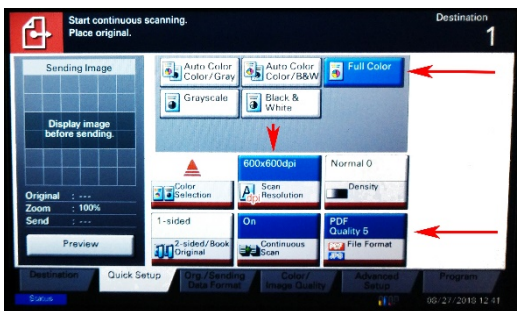 Start continuous scanning.
Place original.
Destination
1
Sending Image
Display image
before sending.
Original : ---
Zoom : 100%
Send : ---
Preview
Auto Color
Color/Gray
Auto Color
Color/B&W
Full Color
Grayscale
Black &
White
600x600dpi
Normal 0
Color
Selection
Scan
Resolution
Density
1-sided
On
PDF
Quality 5
2-sided/Book
Original
Continuous
Scan
File Format
Destination
Quick Setup
Org./Sending
Data Format
Color/
Image Quality
Advanced
Setup
Program
Status
08/27/2018 12:41